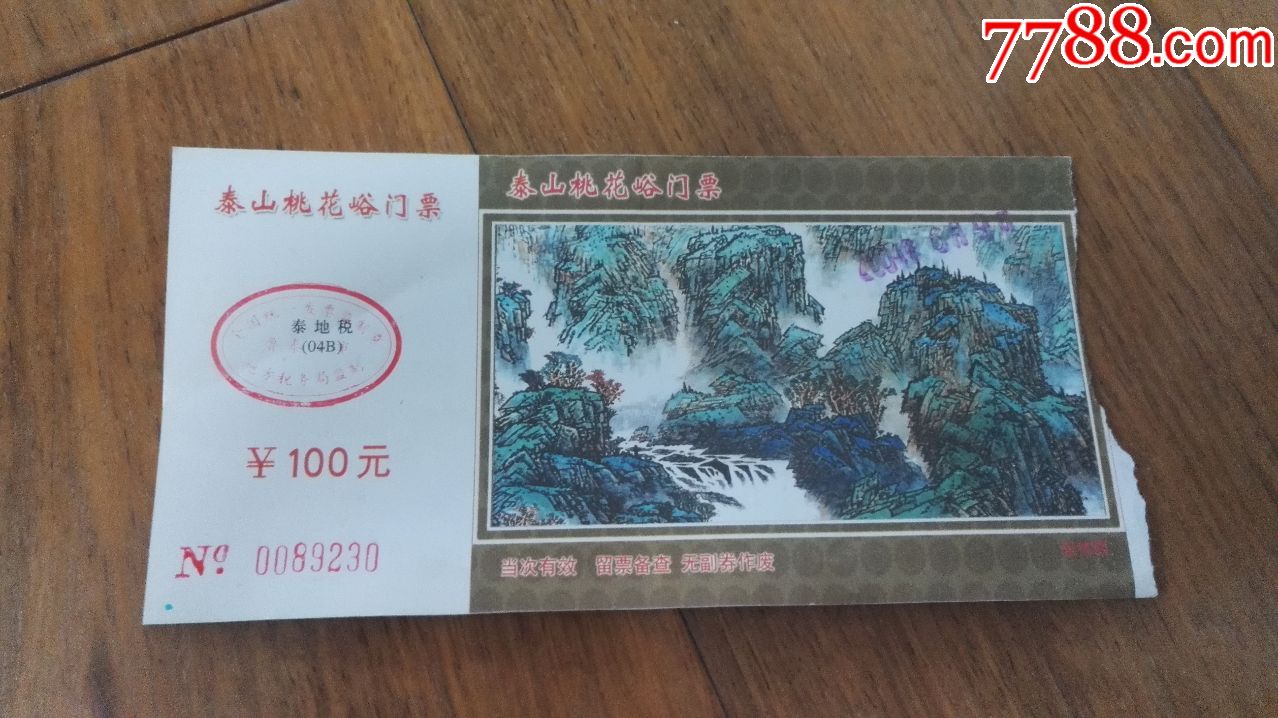 7788.com
泰山桃花峪门票
泰地税
(04B)
¥100元
No 0089230
泰山桃花峪门票
当次有效 留票备查 无副券作废